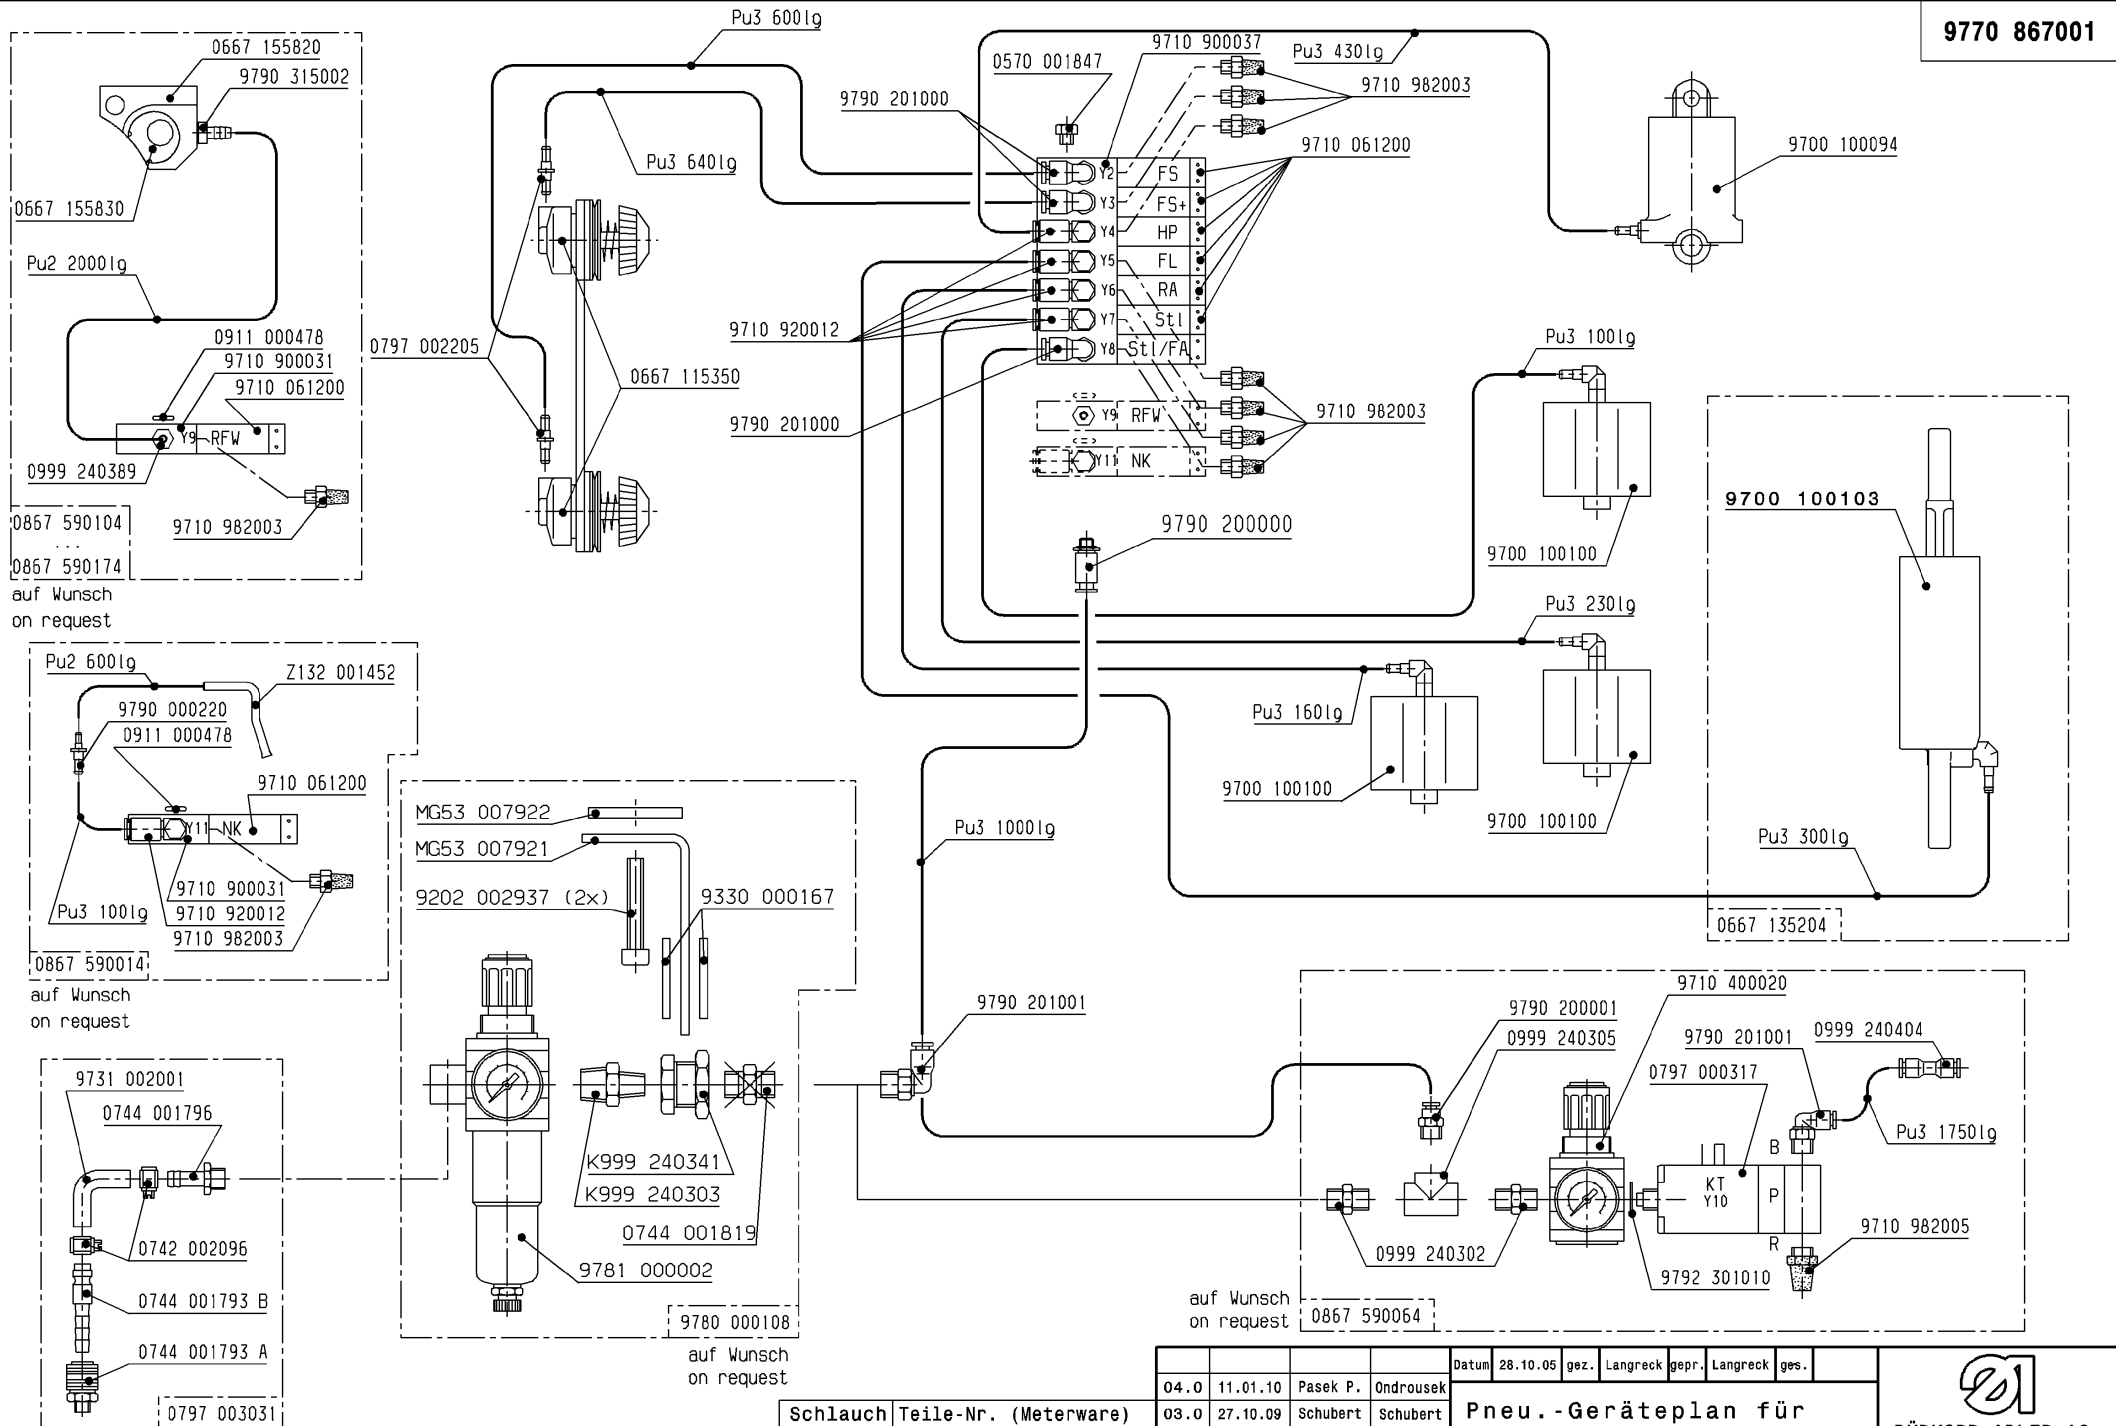 9770 867001
Pu3 600lg
0667 155820
9790 315002
0667 155830
Pu2 2000lg
0911 000478
9710 900031
9710 061200
Y9 RFW
0999 240389
9710 982003
0867 590104
...
0867 590174
auf Wunsch
on request
Pu3 640lg
0797 002205
0667 115350
9790 201000
0570 001847
9710 900037
Pu3 430lg
9710 982003
9710 061200
9700 100094
Y2 FS
Y3 FS+
Y4 HP
Y5 FL
Y6 RA
Y7 Stl
Y8 Stl/FA
Y9 RFW
Y11 NK
9710 920012
9790 201000
9710 982003
9790 200000
Pu3 100lg
9700 100100
Pu3 230lg
9700 100100
Pu3 160lg
9700 100100
9700 100103
Pu3 300lg
0667 135204
Pu2 600lg
Z132 001452
9790 000220
0911 000478
9710 061200
Y11 NK
9710 900031
Pu3 100lg
9710 920012
9710 982003
0867 590014
auf Wunsch
on request
MG53 007922
MG53 007921
9202 002937 (2x)
9330 000167
K999 240341
K999 240303
0744 001819
9781 000002
9780 000108
auf Wunsch
on request
Pu3 1000lg
9790 201001
9731 002001
0744 001796
0742 002096
0744 001793 B
0744 001793 A
0797 003031
9710 400020
9790 200001
0999 240305
9790 201001
0999 240404
0797 000317
Pu3 1750lg
B
KT
Y10
P
R
9710 982005
0999 240302
9792 301010
auf Wunsch
on request
0867 590064
Datum 28.10.05 gez. Langreck gepr. Langreck ges.
04.0 11.01.10 Pasek P. Ondrousek
03.0 27.10.09 Schubert Schubert
Schlauch Teile-Nr. (Meterware)
Pneu.-Geräteplan für